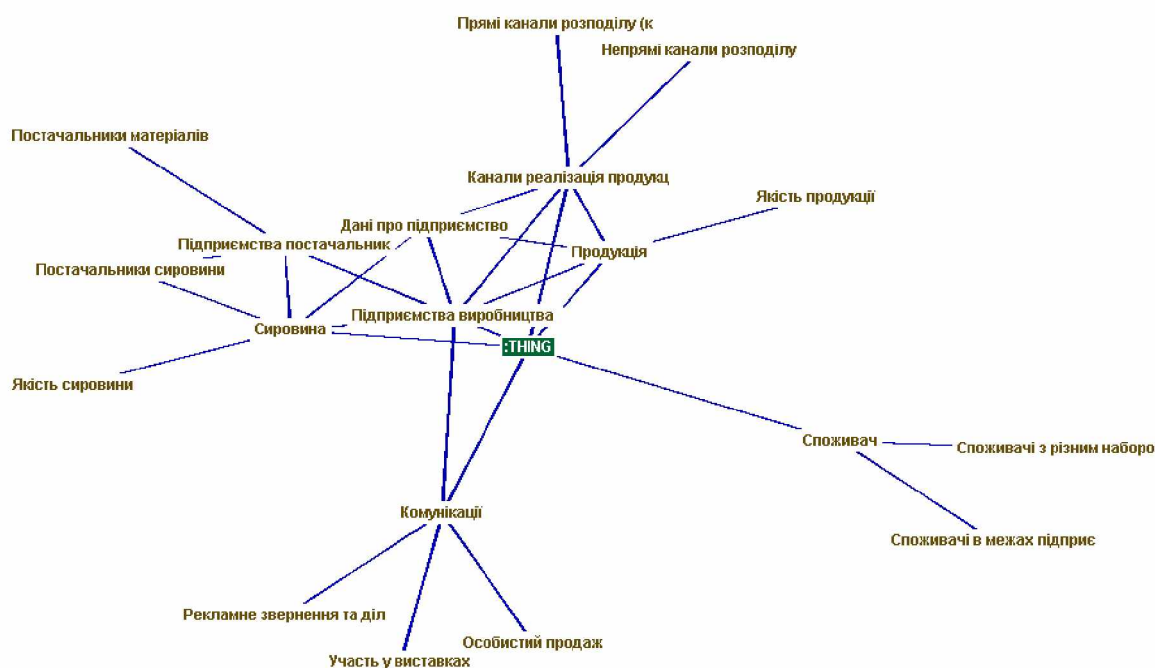 Прямі канали розподілу (к
Непрямі канали розподілу
Постачальники матеріалів
Канали реалізація продукц
Якість продукції
Дані про підприємство
Підприємства постачальник
Продукція
Постачальники сировини
Підприємства виробництва
Сировина
:THING
Якість сировини
Споживач
Споживачі з різним наборо
Комунікації
Споживачі в межах підприє
Рекламне звернення та діл
Особистий продаж
Участь у виставках